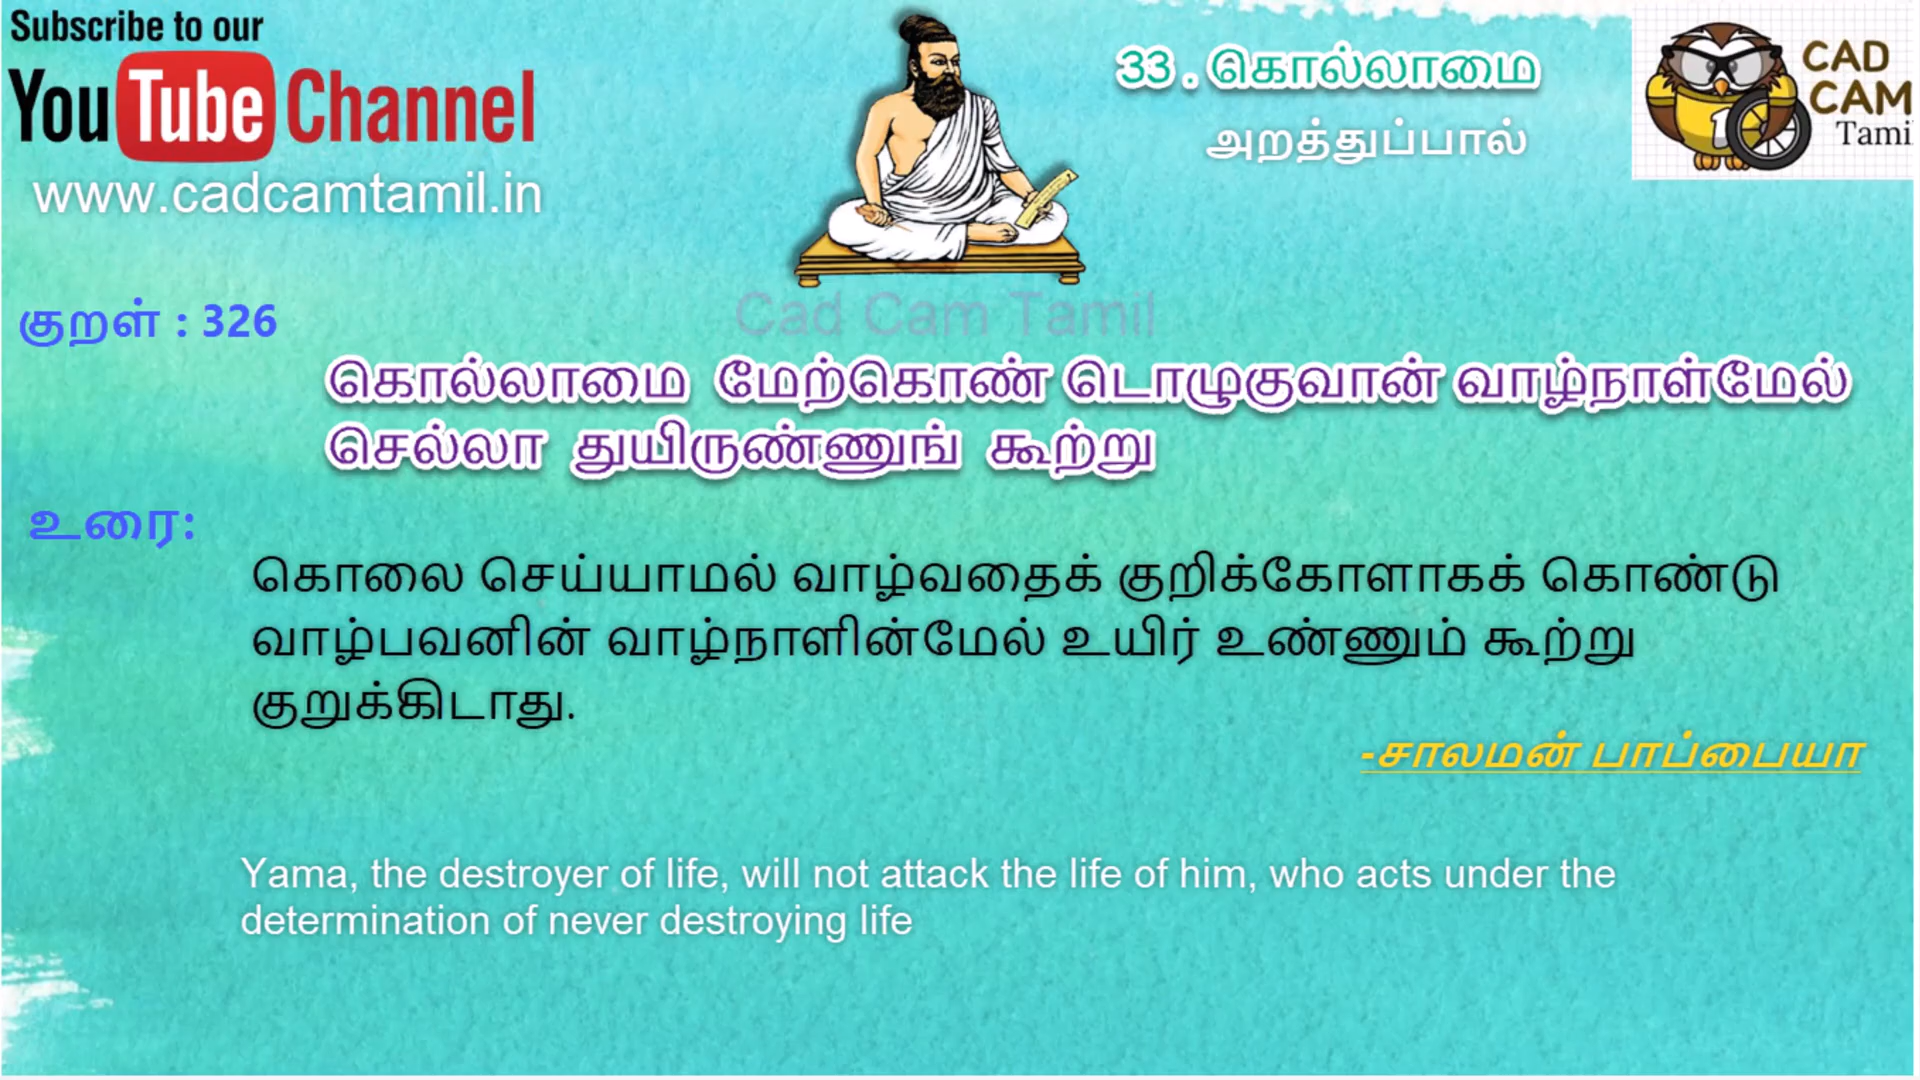 Subscribe to our
YouTube Channel
www.cadcamtamil.in
33 . கொல்லாமை
அறத்துப்பால்
CAD
CAM
Tami
Cad Cam Tamil
குறள் : 326
கொல்லாமை மேற்கொண் டொழுகுவான் வாழ்நாள்மேல்
செல்லா துயிருண்ணுங் கூற்று
உரை:
கொலை செய்யாமல் வாழ்வதைக் குறிக்கோளாகக் கொண்டு
வாழ்பவனின் வாழ்நாளின்மேல் உயிர் உண்ணும் கூற்று
குறுக்கிடாது.
-சாலமன் பாப்பையா
Yama, the destroyer of life, will not attack the life of him, who acts under the
determination of never destroying life